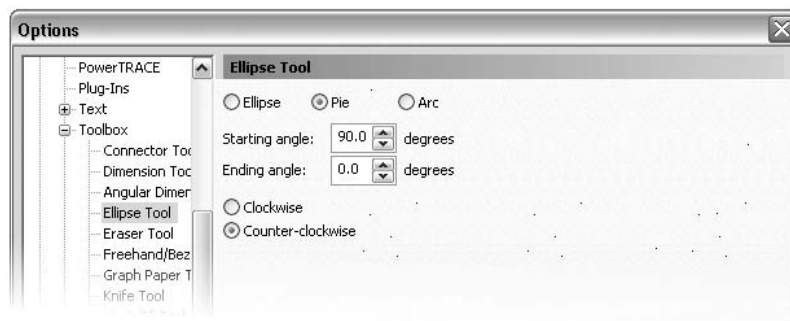 Options
PowerTRACE
Plug-Ins
Text
Toolbox
Connector Too
Dimension Too
Angular Dimer
Ellipse Tool
Eraser Tool
Freehand/Bez
Graph Paper T
Knife Tool
Ellipse Tool
Ellipse Pie Arc
Starting angle: 90.0 degrees
Ending angle: 0.0 degrees
Clockwise
Counter-clockwise